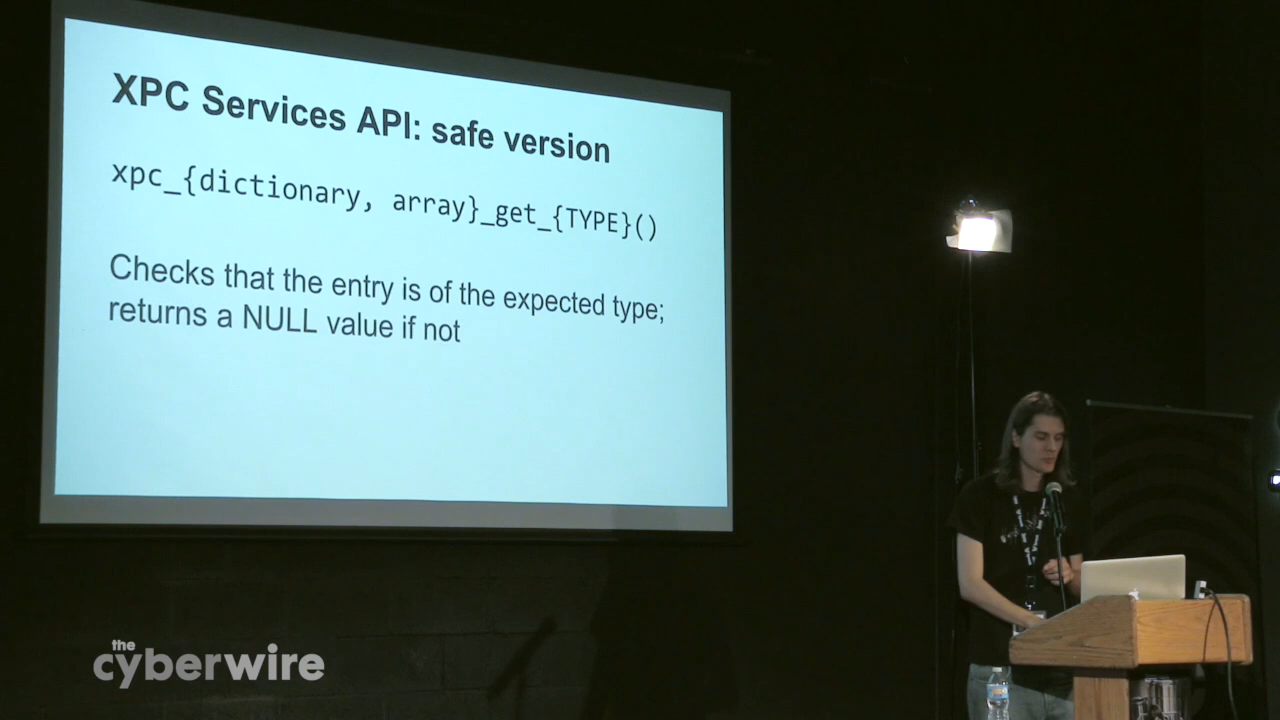 XPC Services API: safe version
xpc_{dictionary, array}_get_{TYPE}()
Checks that the entry is of the expected type;
returns a NULL value if not
the
cyberwire